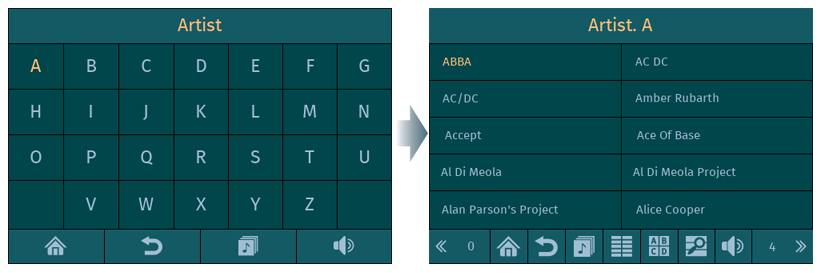 Artist
A B C D E F G
H I J K L M N
O P Q R S T U
V W X Y Z
Artist. A
ABBA AC DC
AC/DC Amber Rubarth
Accept Ace Of Base
Al Di Meola Al Di Meola Project
Alan Parson's Project Alice Cooper
0 A B C D 4